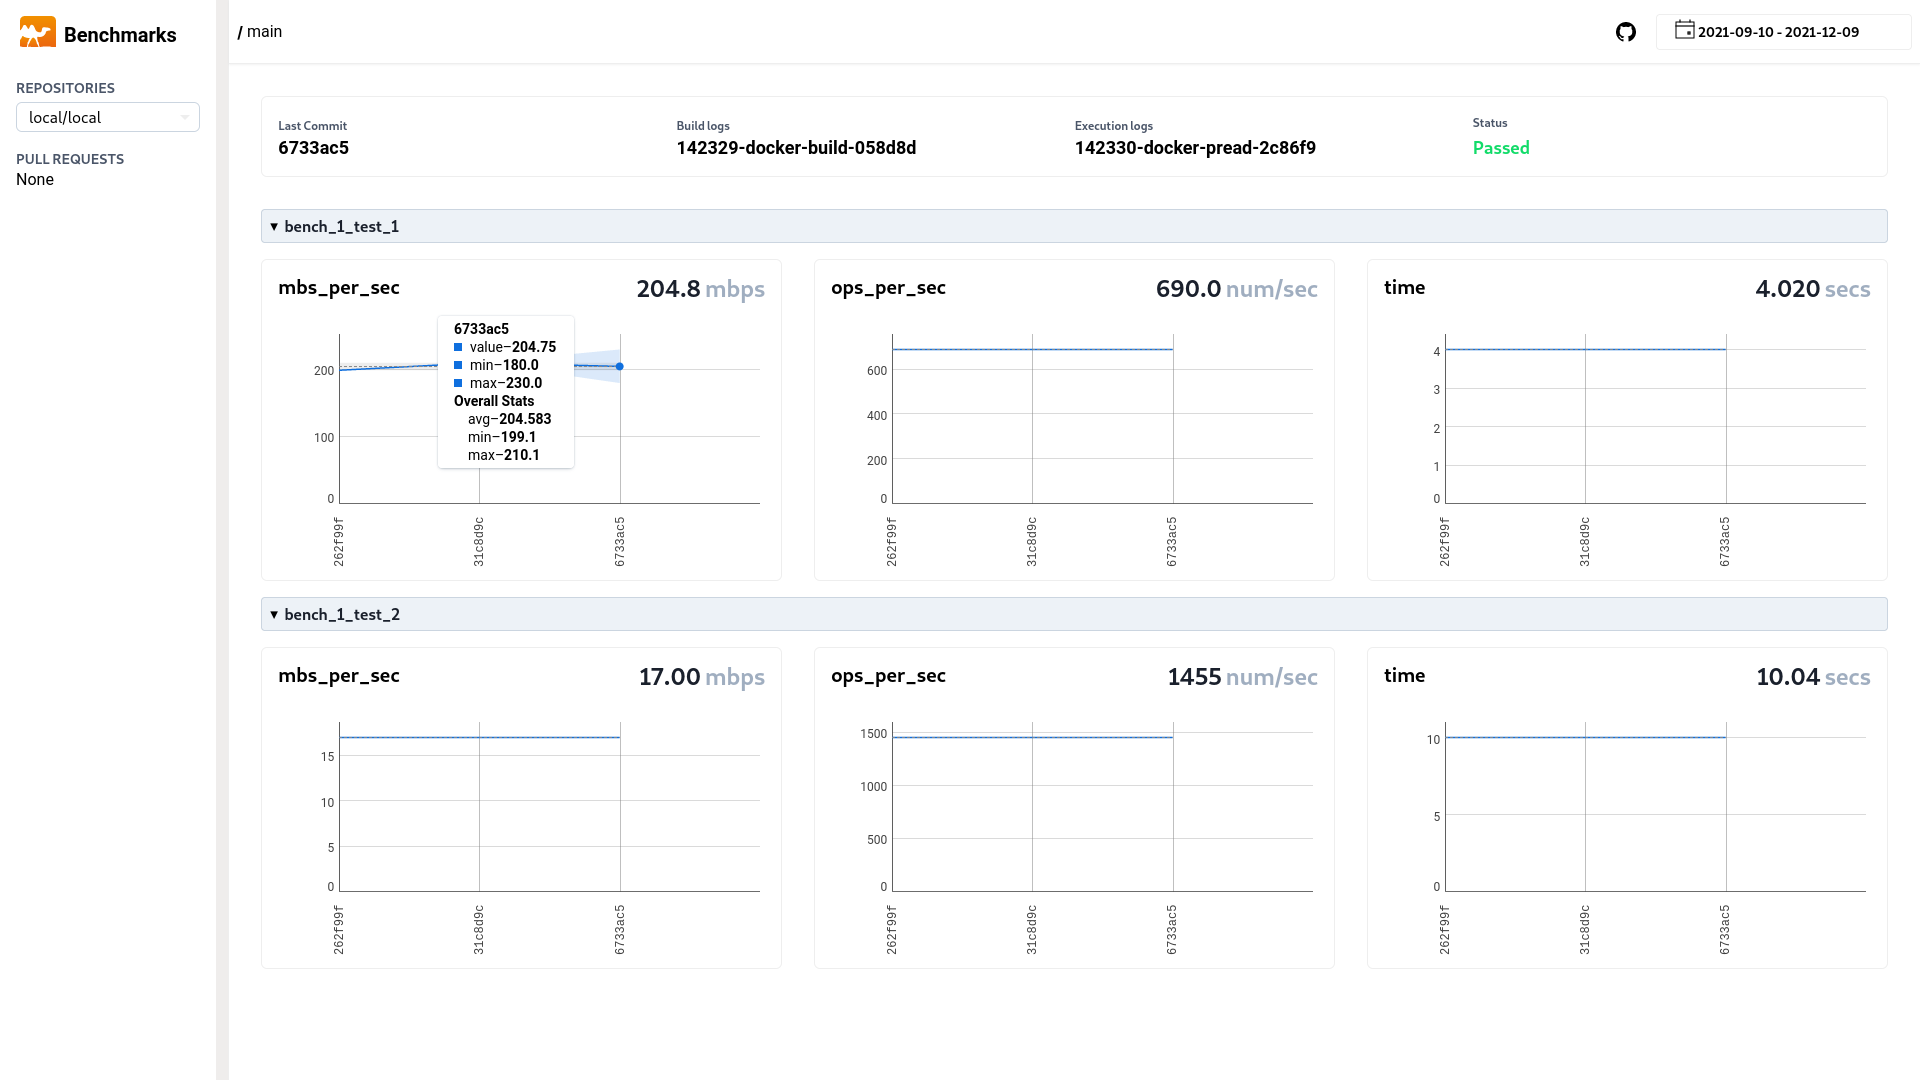 Benchmarks
/ main
2021-09-10 - 2021-12-09
REPOSITORIES
local/local
PULL REQUESTS
None
Last Commit
6733ac5
Build logs
142329-docker-build-058d8d
Execution logs
142330-docker-pread-2c86f9
Status
Passed
▼ bench_1_test_1
mbs_per_sec 204.8 mbps
200
100
0
6733ac5
value–204.75
min–180.0
max–230.0
Overall Stats
avg–204.583
min–199.1
max–210.1
262f99f
31c8d9c
6733ac5
ops_per_sec 690.0 num/sec
600
400
200
0
262f99f
31c8d9c
6733ac5
time 4.020 secs
4
3
2
1
0
262f99f
31c8d9c
6733ac5
▼ bench_1_test_2
mbs_per_sec 17.00 mbps
15
10
5
0
262f99f
31c8d9c
6733ac5
ops_per_sec 1455 num/sec
1500
1000
500
0
262f99f
31c8d9c
6733ac5
time 10.04 secs
10
5
0
262f99f
31c8d9c
6733ac5